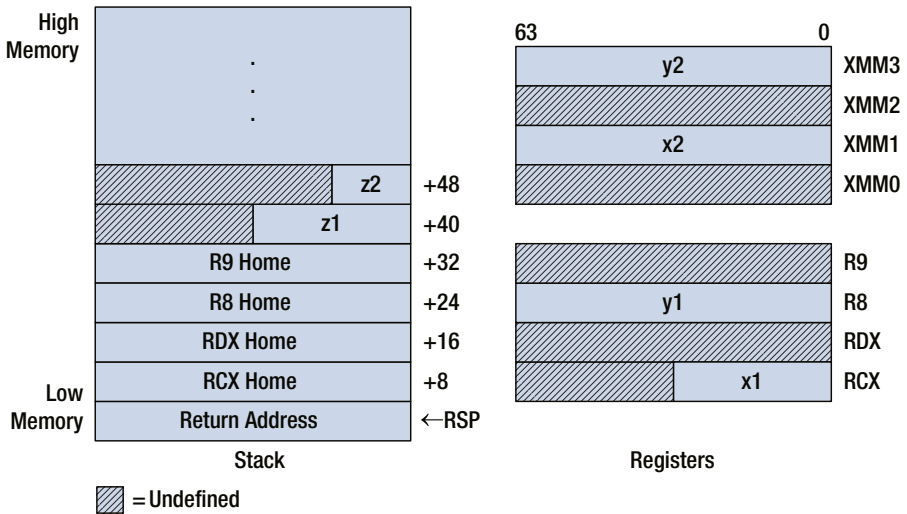 High
Memory
.
.
.
z2 +48
z1 +40
R9 Home +32
R8 Home +24
RDX Home +16
RCX Home +8
Low
Memory
Return Address ←RSP
Stack
= Undefined
63 0
y2 XMM3
XMM2
x2 XMM1
XMM0
R9
y1 R8
RDX
x1 RCX
Registers